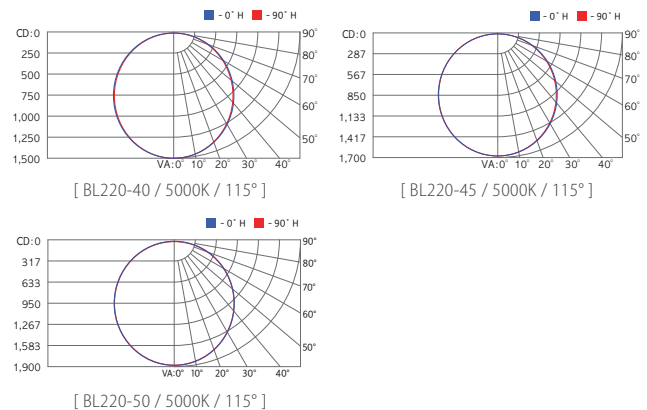 - 0° H - 90° H
CD:0
250
500
750
1,000
1,250
1,500
90°
80°
70°
60°
50°
VA:0° 10° 20° 30° 40°
[ BL220-40 / 5000K / 115° ]
- 0° H - 90° H
CD:0
287
567
850
1,133
1,417
1,700
90°
80°
70°
60°
50°
VA:0° 10° 20° 30° 40°
[ BL220-45 / 5000K / 115° ]
- 0° H - 90° H
CD:0
317
633
950
1,267
1,583
1,900
90°
80°
70°
60°
50°
VA:0° 10° 20° 30° 40°
[ BL220-50 / 5000K / 115° ]